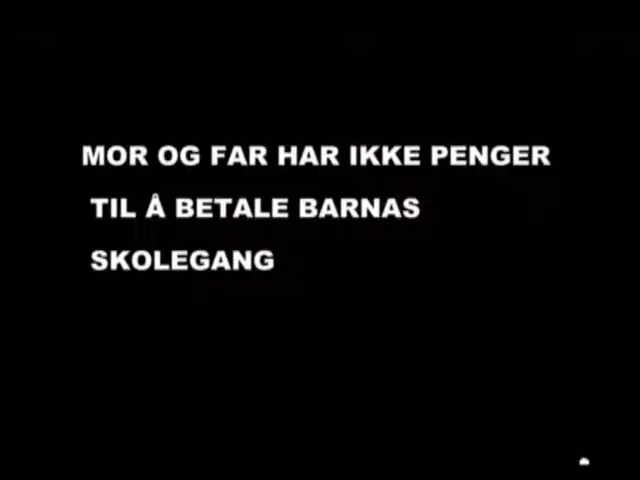 MOR OG FAR HAR IKKE PENGER
TIL Å BETALE BARNAS
SKOLEGANG